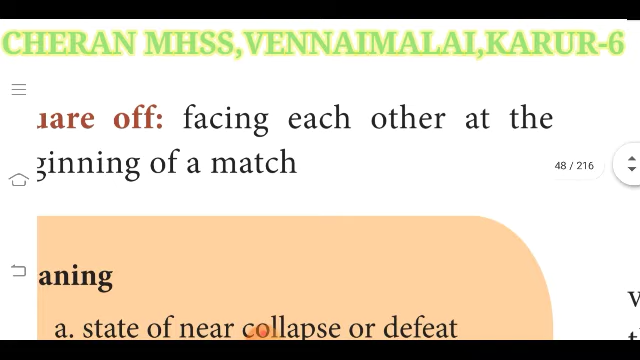 CHERAN MHSS,VENNAIMALAI,KARUR-6
uare off: facing each other at the
ginning of a match
48 / 216
aning
a. state of near collapse or defeat